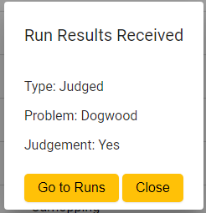 Run Results Received
Type: Judged
Problem: Dogwood
Judgement: Yes
Go to Runs
Close